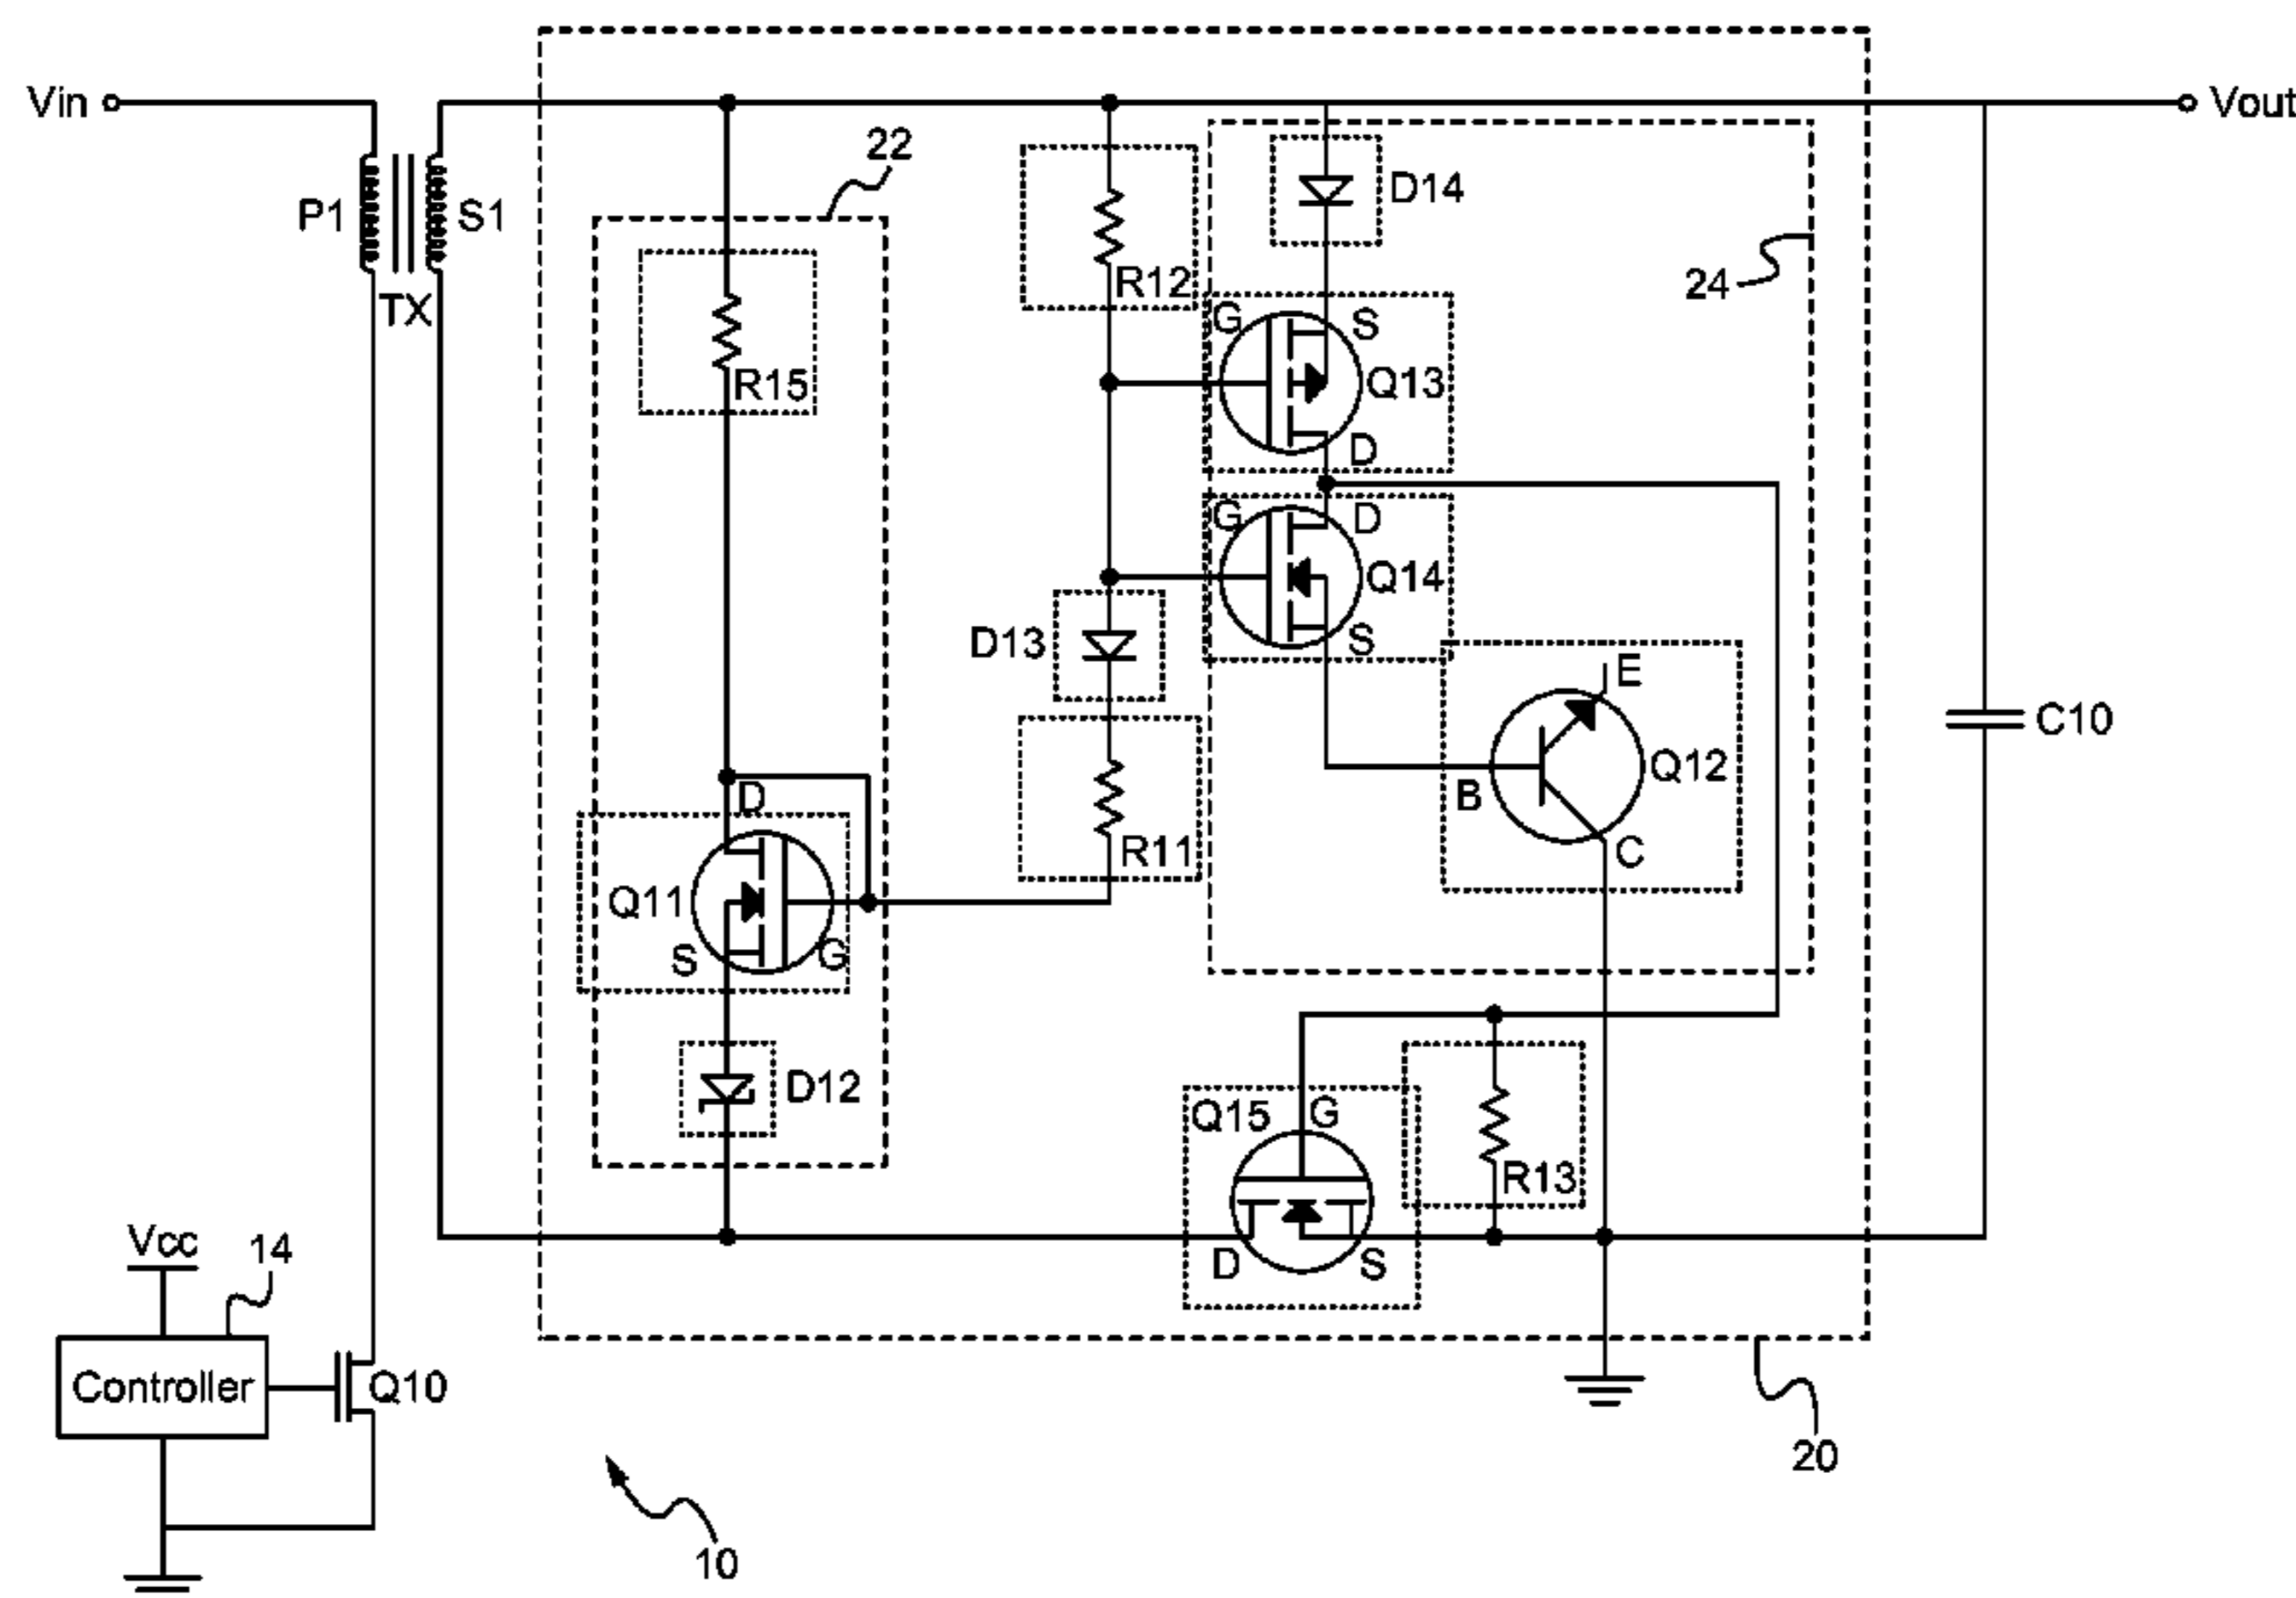 Vin
Vout
22
D14
P1
S1
24
R12
TX
G
S
Q13
R15
D
G
D
Q14
D13
S
E
C10
Q12
B
D
R11
C
Q11
G
S
D12
Q15
G
R13
Vcc
14
D
S
Controller
Q10
20
10